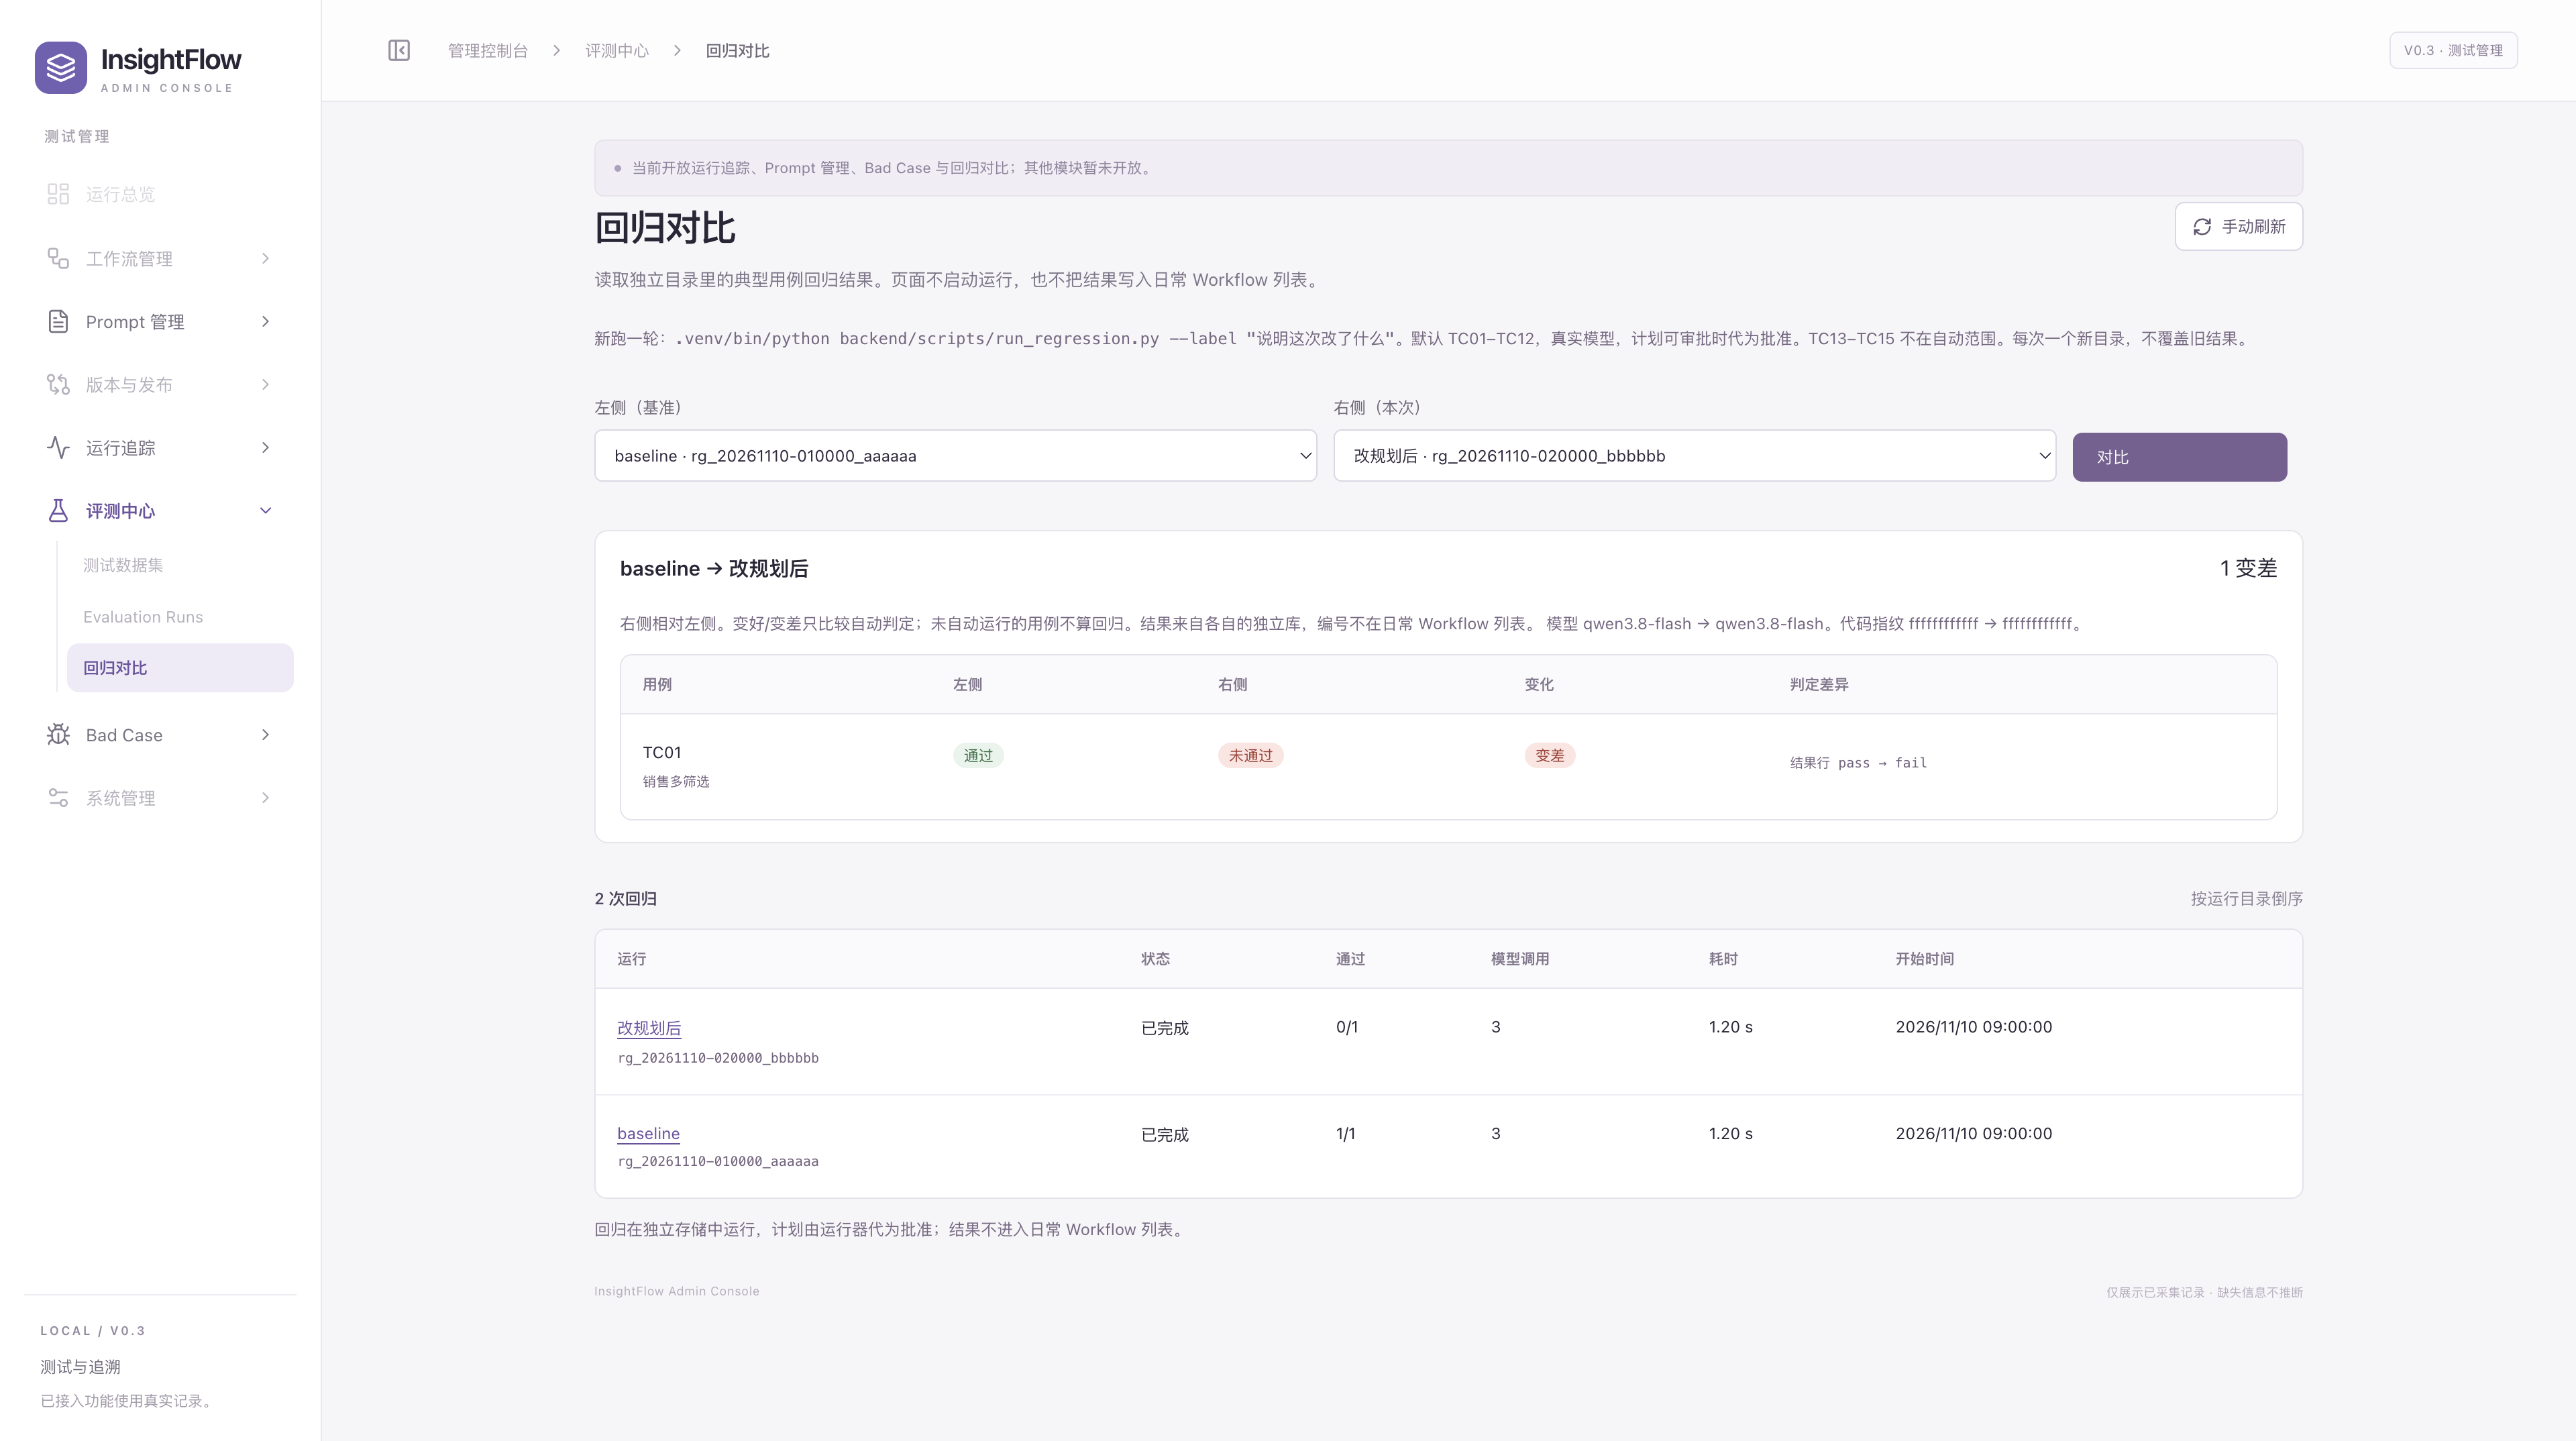 InsightFlow
ADMIN CONSOLE
测试管理
运行总览
工作流管理
Prompt 管理
版本与发布
运行追踪
评测中心
测试数据集
Evaluation Runs
回归对比
Bad Case
系统管理
LOCAL / V0.3
测试与追溯
已接入功能使用真实记录。
管理控制台 > 评测中心 > 回归对比
V0.3 · 测试管理
当前开放运行追踪、Prompt 管理、Bad Case 与回归对比；其他模块暂未开放。
回归对比
手动刷新
读取独立目录里的典型用例回归结果。页面不启动运行，也不把结果写入日常 Workflow 列表。
新跑一轮：.venv/bin/python backend/scripts/run_regression.py --label "说明这次改了什么"。默认 TC01–TC12，真实模型，计划可审批时代为批准。TC13–TC15 不在自动范围。每次一个新目录，不覆盖旧结果。
左侧（基准） 右侧（本次）
baseline · rg_20261110-010000_aaaaaa 改规划后 · rg_20261110-020000_bbbbbb 对比
baseline → 改规划后 1 变差
右侧相对左侧。变好/变差只比较自动判定；未自动运行的用例不算回归。结果来自各自的独立库，编号不在日常 Workflow 列表。 模型 qwen3.8-flash → qwen3.8-flash。代码指纹 ffffffffffff → ffffffffffff。
用例 左侧 右侧 变化 判定差异
TC01 通过 未通过 变差 结果行 pass → fail
销售多筛选
2 次回归 按运行目录倒序
运行 状态 通过 模型调用 耗时 开始时间
改规划后 已完成 0/1 3 1.20 s 2026/11/10 09:00:00
rg_20261110-020000_bbbbbb
baseline 已完成 1/1 3 1.20 s 2026/11/10 09:00:00
rg_20261110-010000_aaaaaa
回归在独立存储中运行，计划由运行器代为批准；结果不进入日常 Workflow 列表。
InsightFlow Admin Console 仅展示已采集记录 · 缺失信息不推断